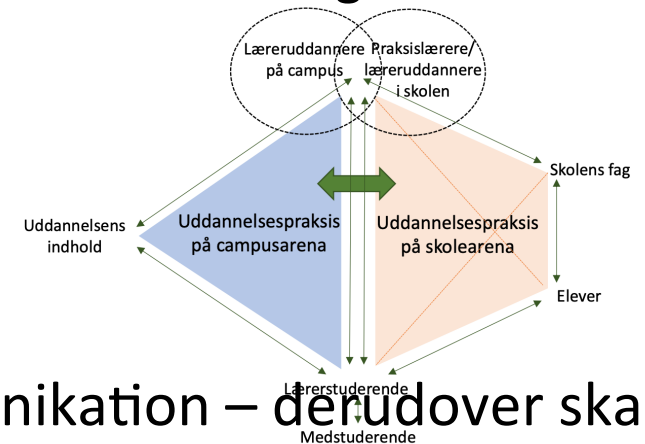 Læreruddannere
på campus
Praksislærere/
læreruddannere
i skolen
Skolens fag
Uddannelsens
indhold
Uddannelsespraksis
på campusarena
Uddannelsespraksis
på skolearena
Elever
Lærerstuderende
nikation – derudover ska
Medstuderende